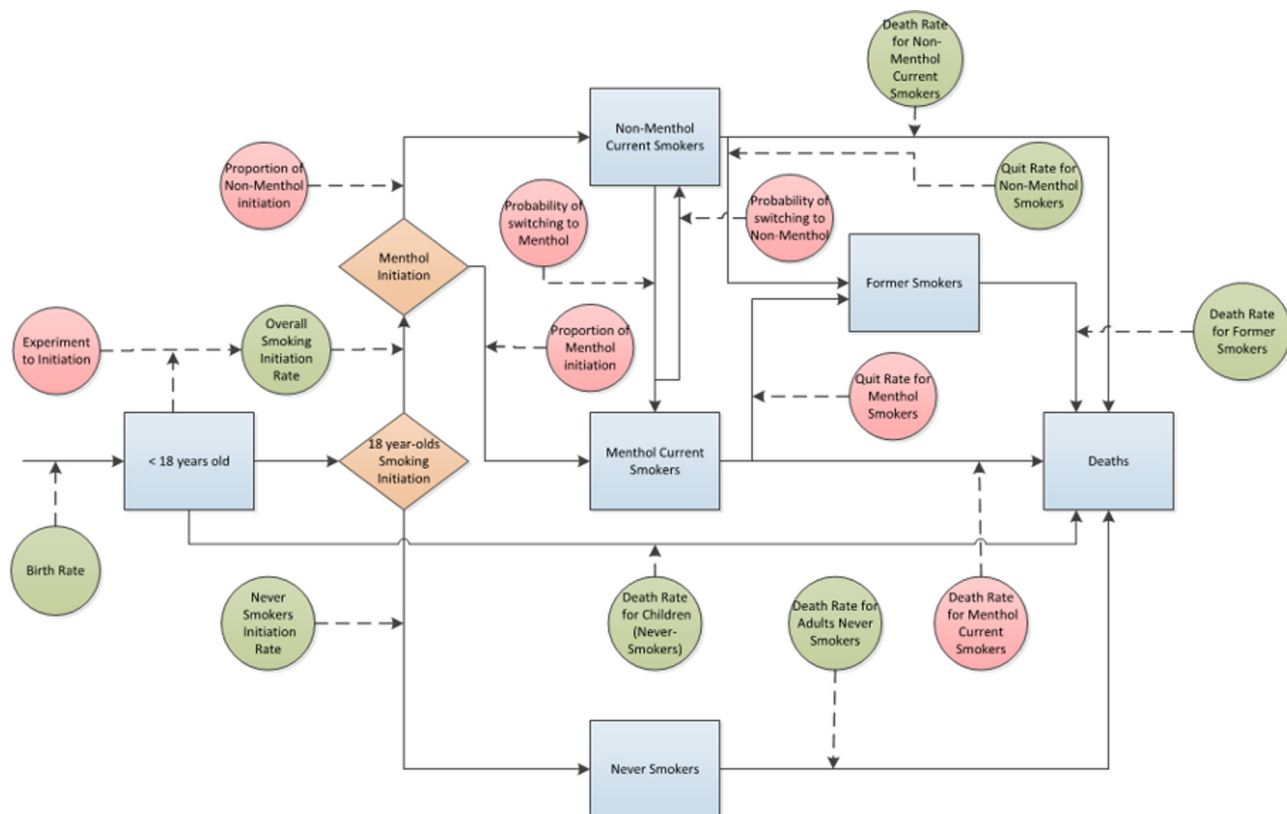 Death Rate
for Non-
Menthol
Current
Smokers
Non-Menthol
Current Smokers
Proportion of
Non-Menthol
initiation
Quit Rate for
Non-Menthol
Smokers
Probability of
switching to
Menthol
Probability of
switching to
Non-Menthol
Menthol
Initiation
Former Smokers
Experiment
to Initiation
Overall
Smoking
Initiation
Rate
Proportion of
Menthol
initiation
Death Rate
for Former
Smokers
Quit Rate for
Menthol
Smokers
< 18 years old
18 year-olds
Smoking
Initiation
Menthol Current
Smokers
Deaths
Birth Rate
Never
Smokers
Initiation
Rate
Death Rate
for Children
(Never-
Smokers)
Death Rate for
Adults Never
Smokers
Death Rate
for Menthol
Current
Smokers
Never Smokers